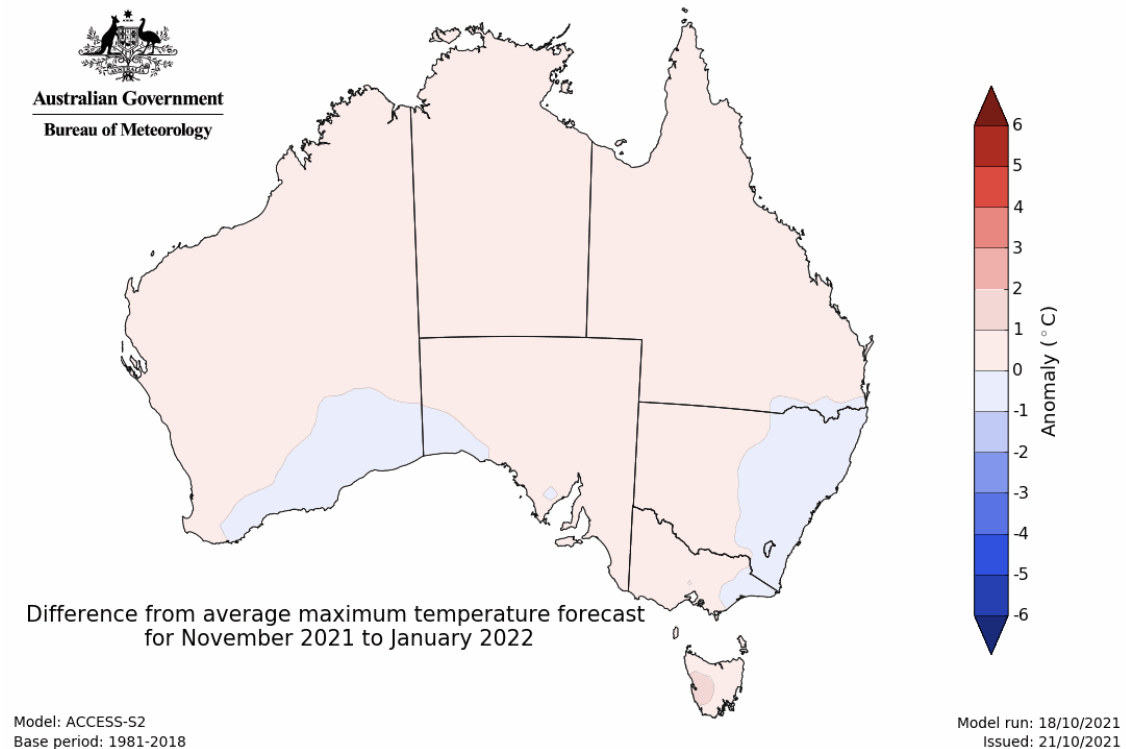 Australian Government
Bureau of Meteorology
6
5
4
3
2
1
0
-1
-2
-3
-4
-5
-6
Anomaly (°C)
Difference from average maximum temperature forecast
for November 2021 to January 2022
Model: ACCESS-S2
Base period: 1981-2018
Model run: 18/10/2021
Issued: 21/10/2021